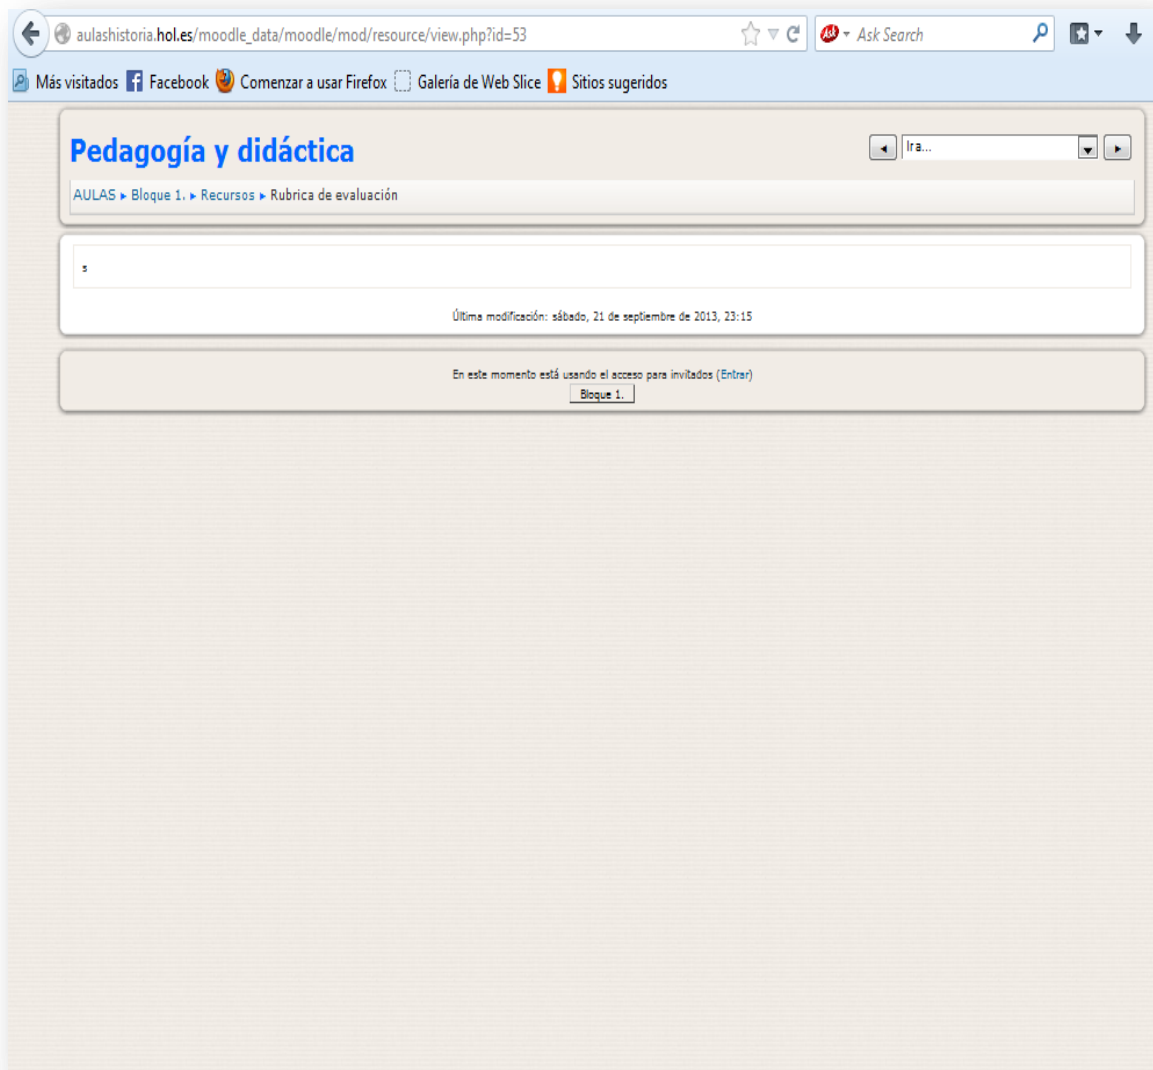 aulashistoria.hol.es/moodle_data/moodle/mod/resource/view.php?id=53 Ask Ask Search
Más visitados Facebook Comenzar a usar Firefox Galería de Web Slice Sitios sugeridos
Pedagogía y didáctica
Ir a...
AULAS ► Bloque 1. ► Recursos ► Rubrica de evaluación
s
Última modificación: sábado, 21 de septiembre de 2013, 23:15
En este momento está usando el acceso para invitados (Entrar)
Bloque 1.